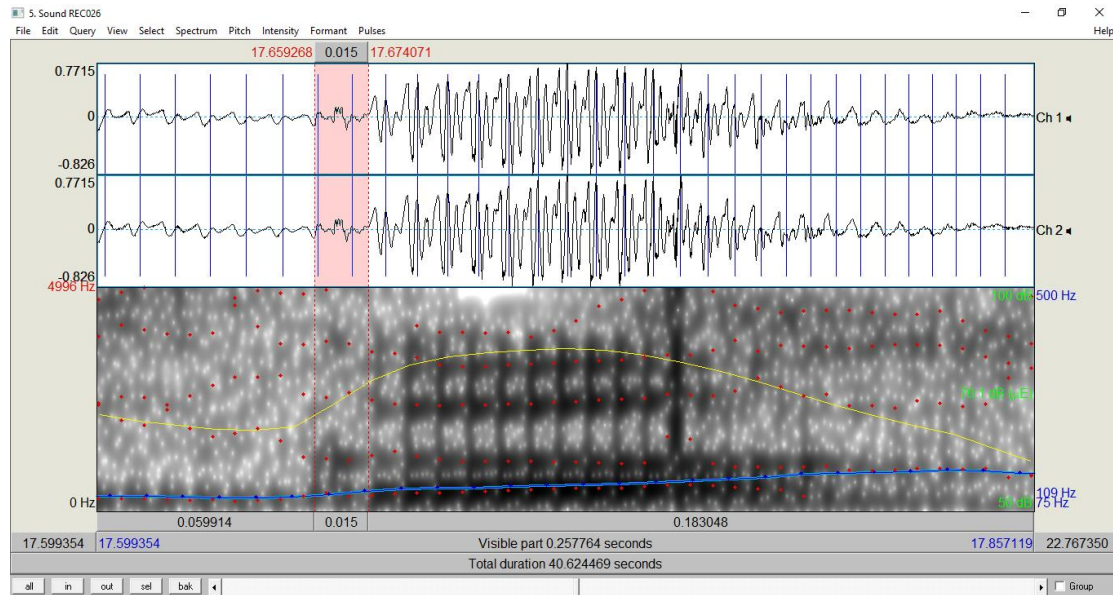 5. Sound REC026
File Edit Query View Select Spectrum Pitch Intensity Formant Pulses Help
17.659268 0.015 17.674071
0.7715
0
-0.826
Ch 1
0.7715
0
-0.826
Ch 2
4996 Hz
100 dB
500 Hz
0 Hz
50 dB
109 Hz
75 Hz
0.059914 0.015 0.183048
17.599354 17.599354 Visible part 0.257764 seconds 17.857119 22.767350
Total duration 40.624469 seconds
all in out sel bak Group